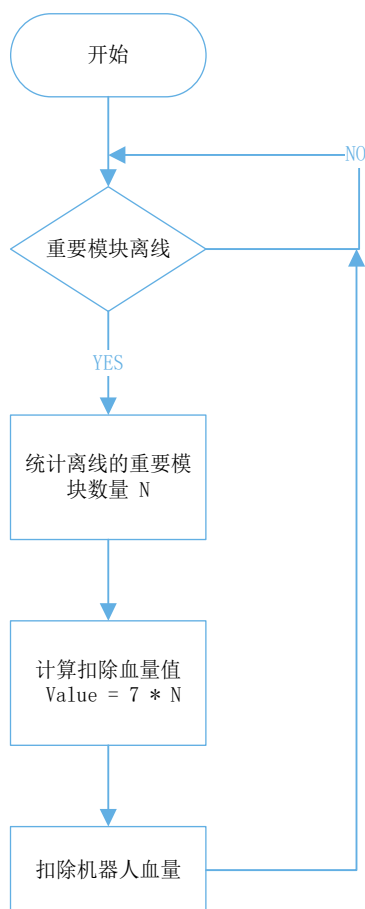 开始
NO
重要模块离线
YES
统计离线的重要模
块数量 N
计算扣除血量值
Value = 7 * N
扣除机器人血量